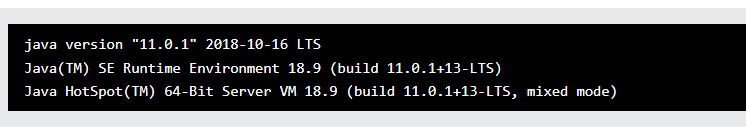 java version "11.0.1" 2018-10-16 LTS
Java(TM) SE Runtime Environment 18.9 (build 11.0.1+13-LTS)
Java HotSpot(TM) 64-Bit Server VM 18.9 (build 11.0.1+13-LTS, mixed mode)